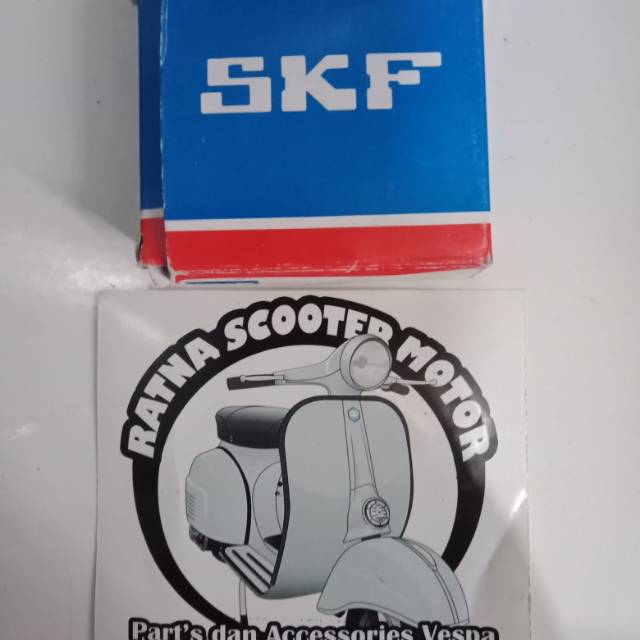 SKF
RATNA SCOOTER MOTOR
Part's dan Accessories Vespa